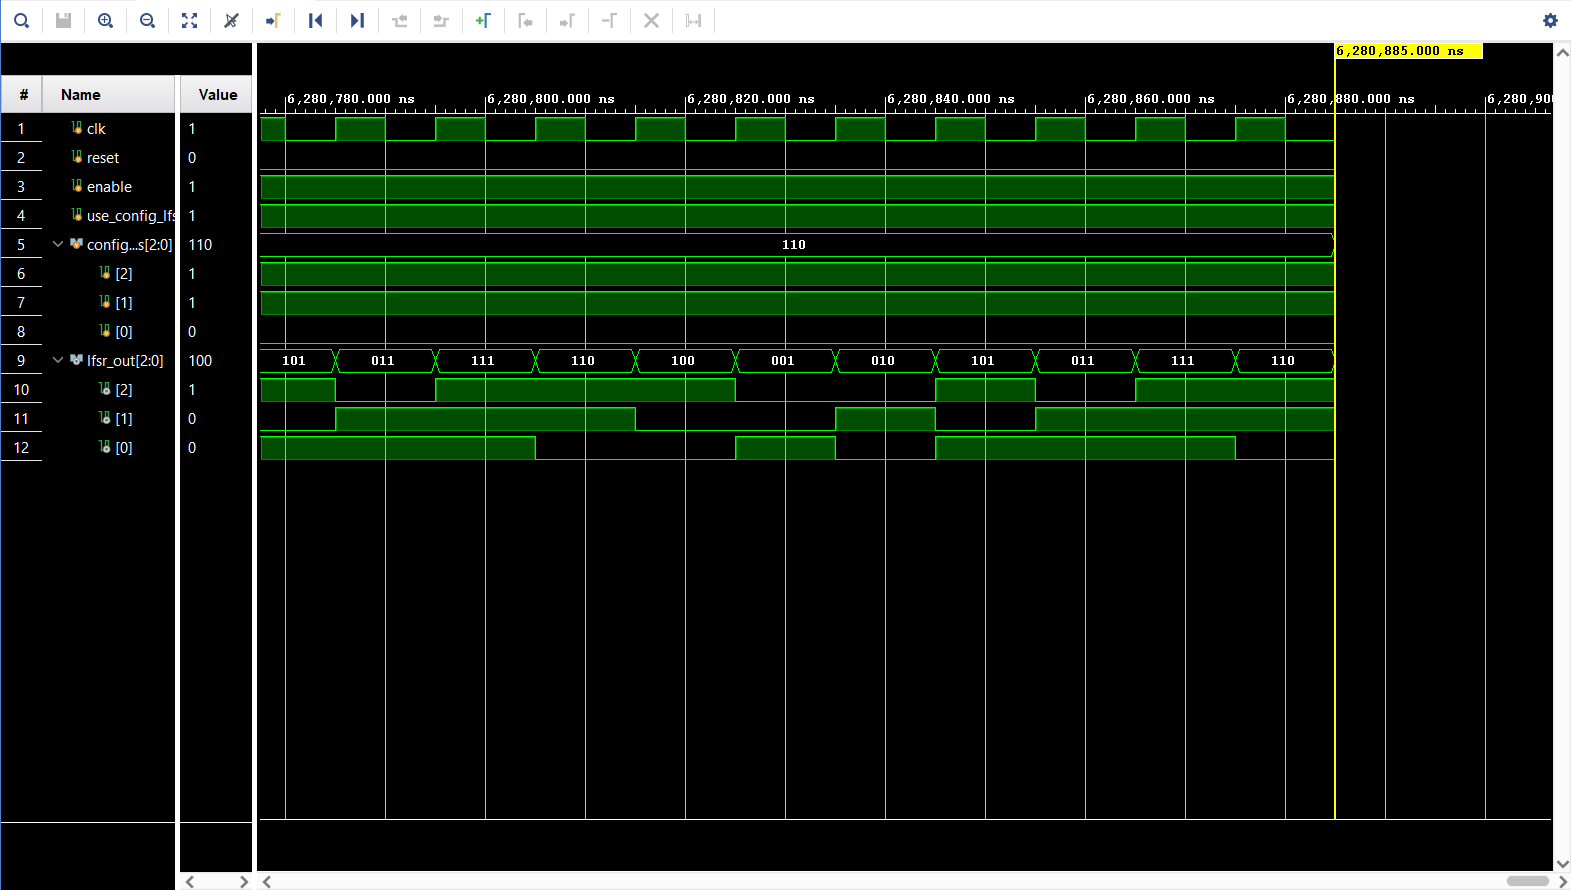 6,280,885.000 ns
# Name Value
6,280,780.000 ns 6,280,800.000 ns 6,280,820.000 ns 6,280,840.000 ns 6,280,860.000 ns 6,280,880.000 ns 6,280,90
1 clk 1
2 reset 0
3 enable 1
4 use_config_lfs 1
5 config...s[2:0] 110 110
6 [2] 1
7 [1] 1
8 [0] 0
9 lfsr_out[2:0] 100 101 011 111 110 100 001 010 101 011 111 110
10 [2] 1
11 [1] 0
12 [0] 0